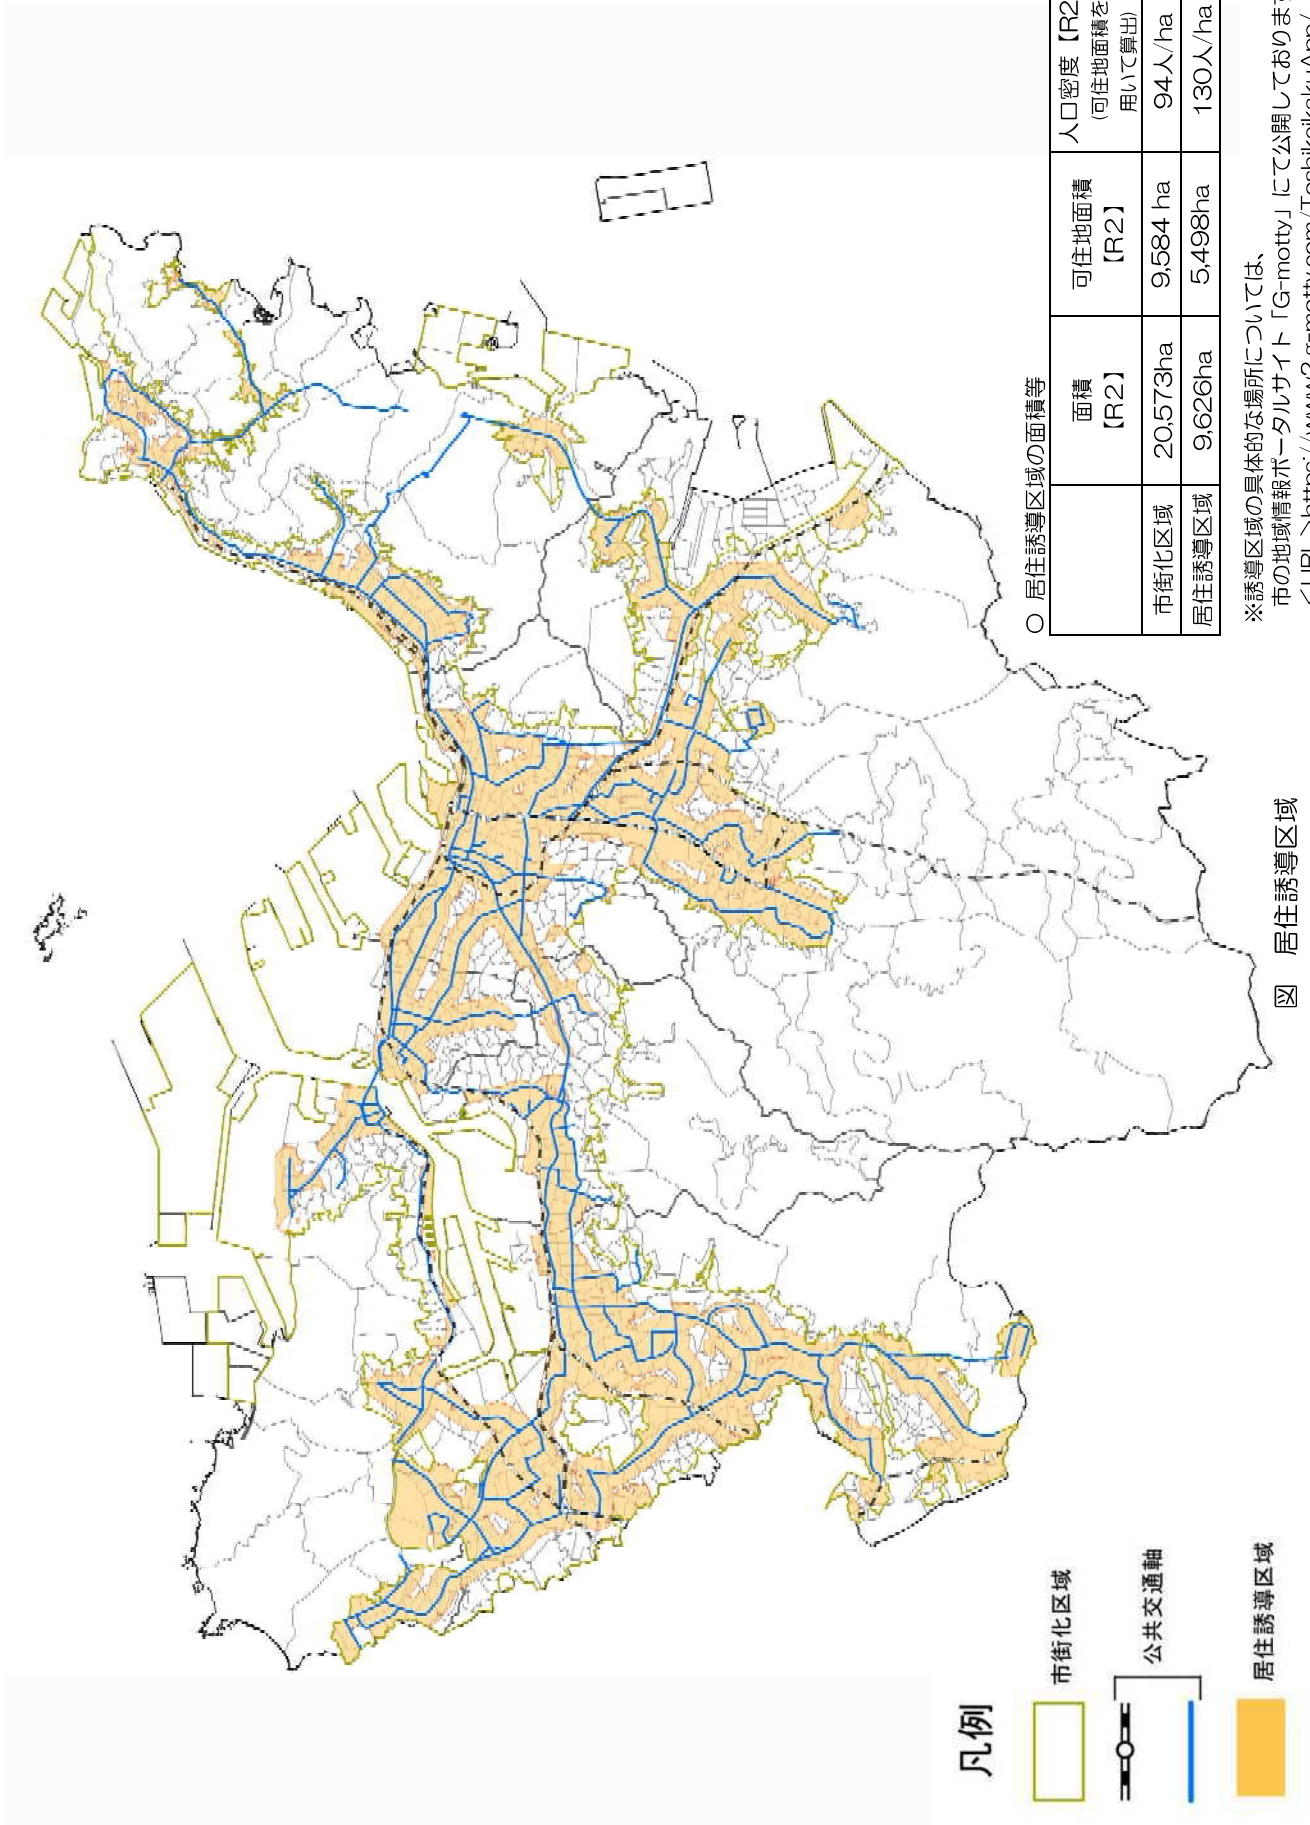 凡例
市街化区域
公共交通軸
居住誘導区域
○ 居住誘導区域の面積等
面積
【R2】
可住地面積
【R2】
人口密度【R2
(可住地面積を
用いて算出)
市街化区域 20,573ha 9,584 ha 94人/ha
居住誘導区域 9,626ha 5,498ha 130人/ha
※誘導区域の具体的な場所については、
市の地域情報ポータルサイト「G-motty」にて公開しております
図 居住誘導区域